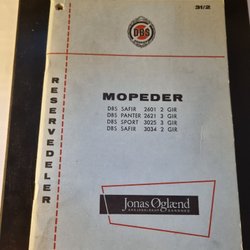 31/2
DBS
RESERVEDELER
MOPEDER
DBS SAFIR 2601 2 GIR
DBS PANTER 2621 3 GIR
DBS SPORT 3025 3 GIR
DBS SAFIR 3034 2 GIR
Jonas Øglænd
SANDNES